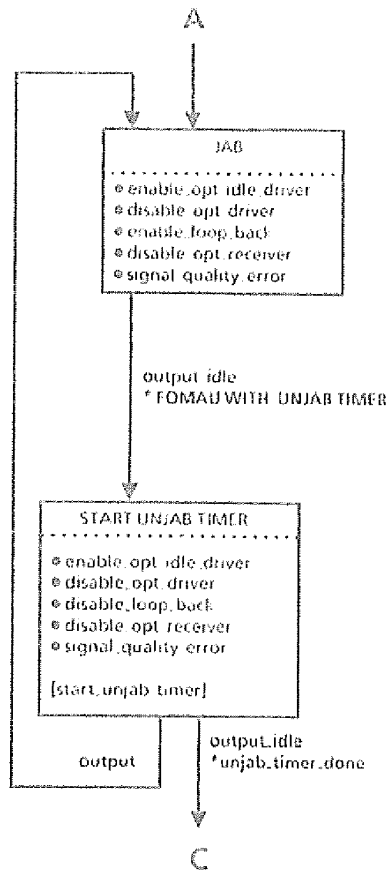 A
JAB
• enable_opt_idle_driver
• disable_opt_driver
• enable_loop_back
• disable_opt_receiver
• signal_quality_error
output_idle
* FOMAU WITH UNJAB TIMER
START UNJAB TIMER
• enable_opt_idle_driver
• disable_opt_driver
• disable_loop_back
• disable_opt_receiver
• signal_quality_error
[start_unjab_timer]
output
output_idle
*unjab_timer_done
C